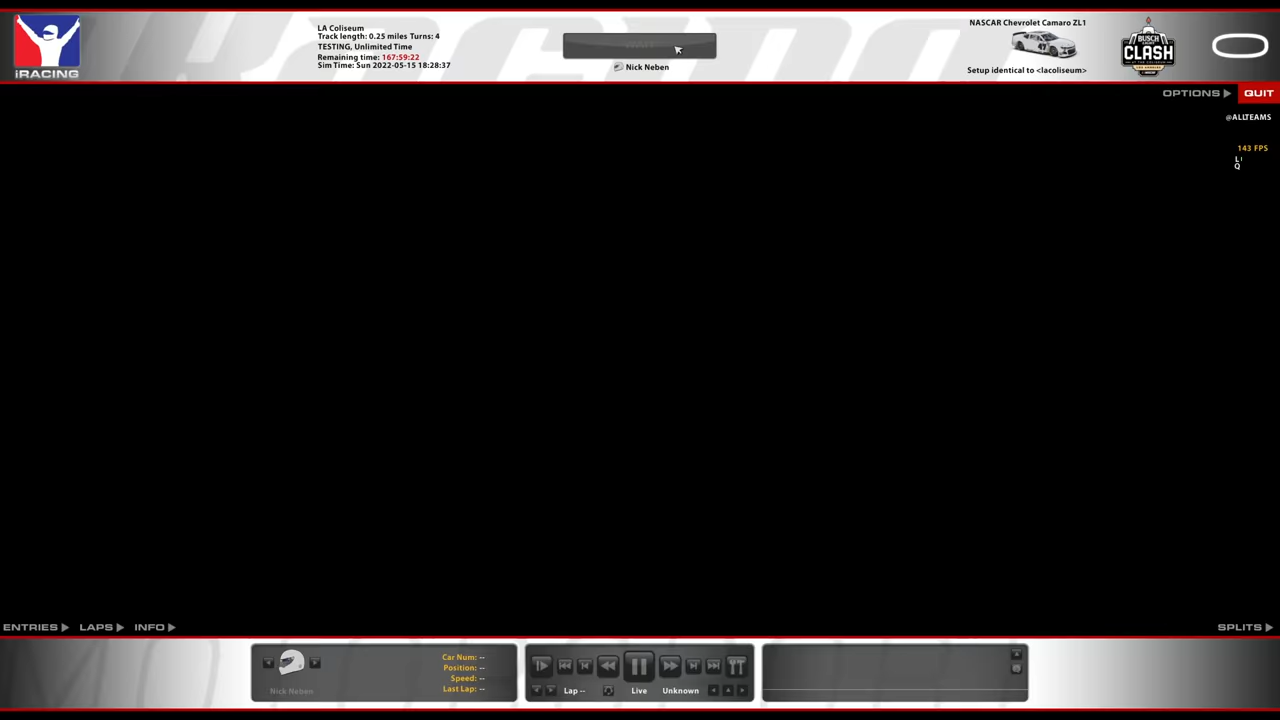 iRACING
LA Coliseum
Track length: 0.25 miles Turns: 4
TESTING, Unlimited Time
Remaining time: 167:59:22
Sim Time: Sun 2022-05-15 18:28:37
WAIT
Nick Neben
NASCAR Chevrolet Camaro ZL1
Setup identical to <lacoliseum>
BUSCH
CLASH
OPTIONS
QUIT
@ALLTEAMS
143 FPS
L
Q
ENTRIES
LAPS
INFO
SPLITS
Nick Neben
Car Num: --
Position: --
Speed: --
Last Lap: --
Lap --
Live
Unknown